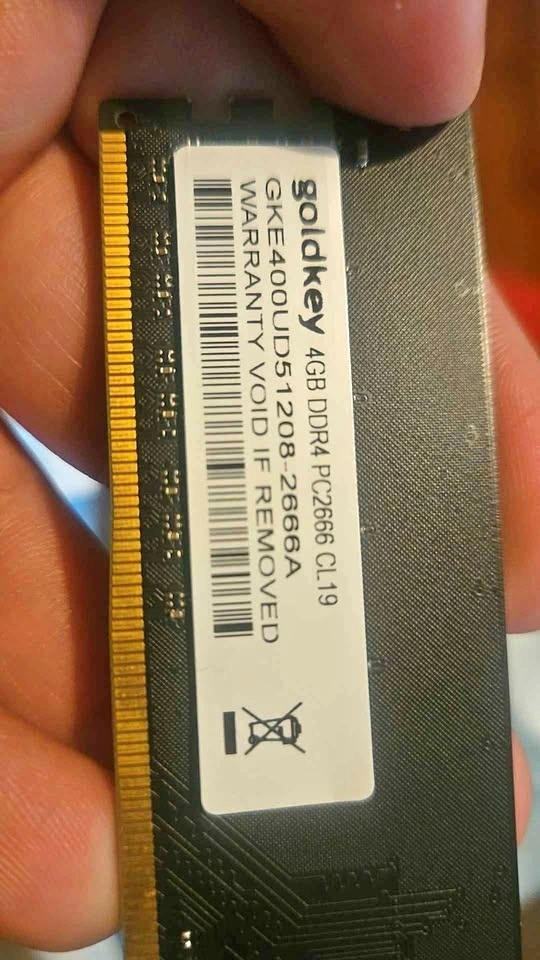 goldkey 4GB DDR4 PC2666 CL19
GKE400UD51208-2666A
WARRANTY VOID IF REMOVED